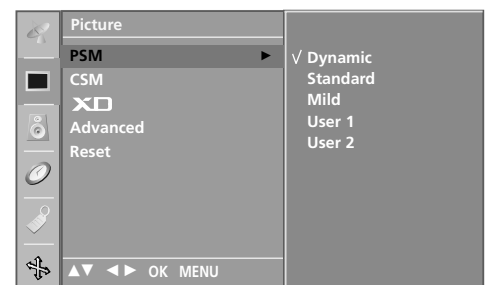 Picture
PSM ►
CSM
XD
Advanced
Reset
▲▼ ◄► OK MENU
√ Dynamic
Standard
Mild
User 1
User 2